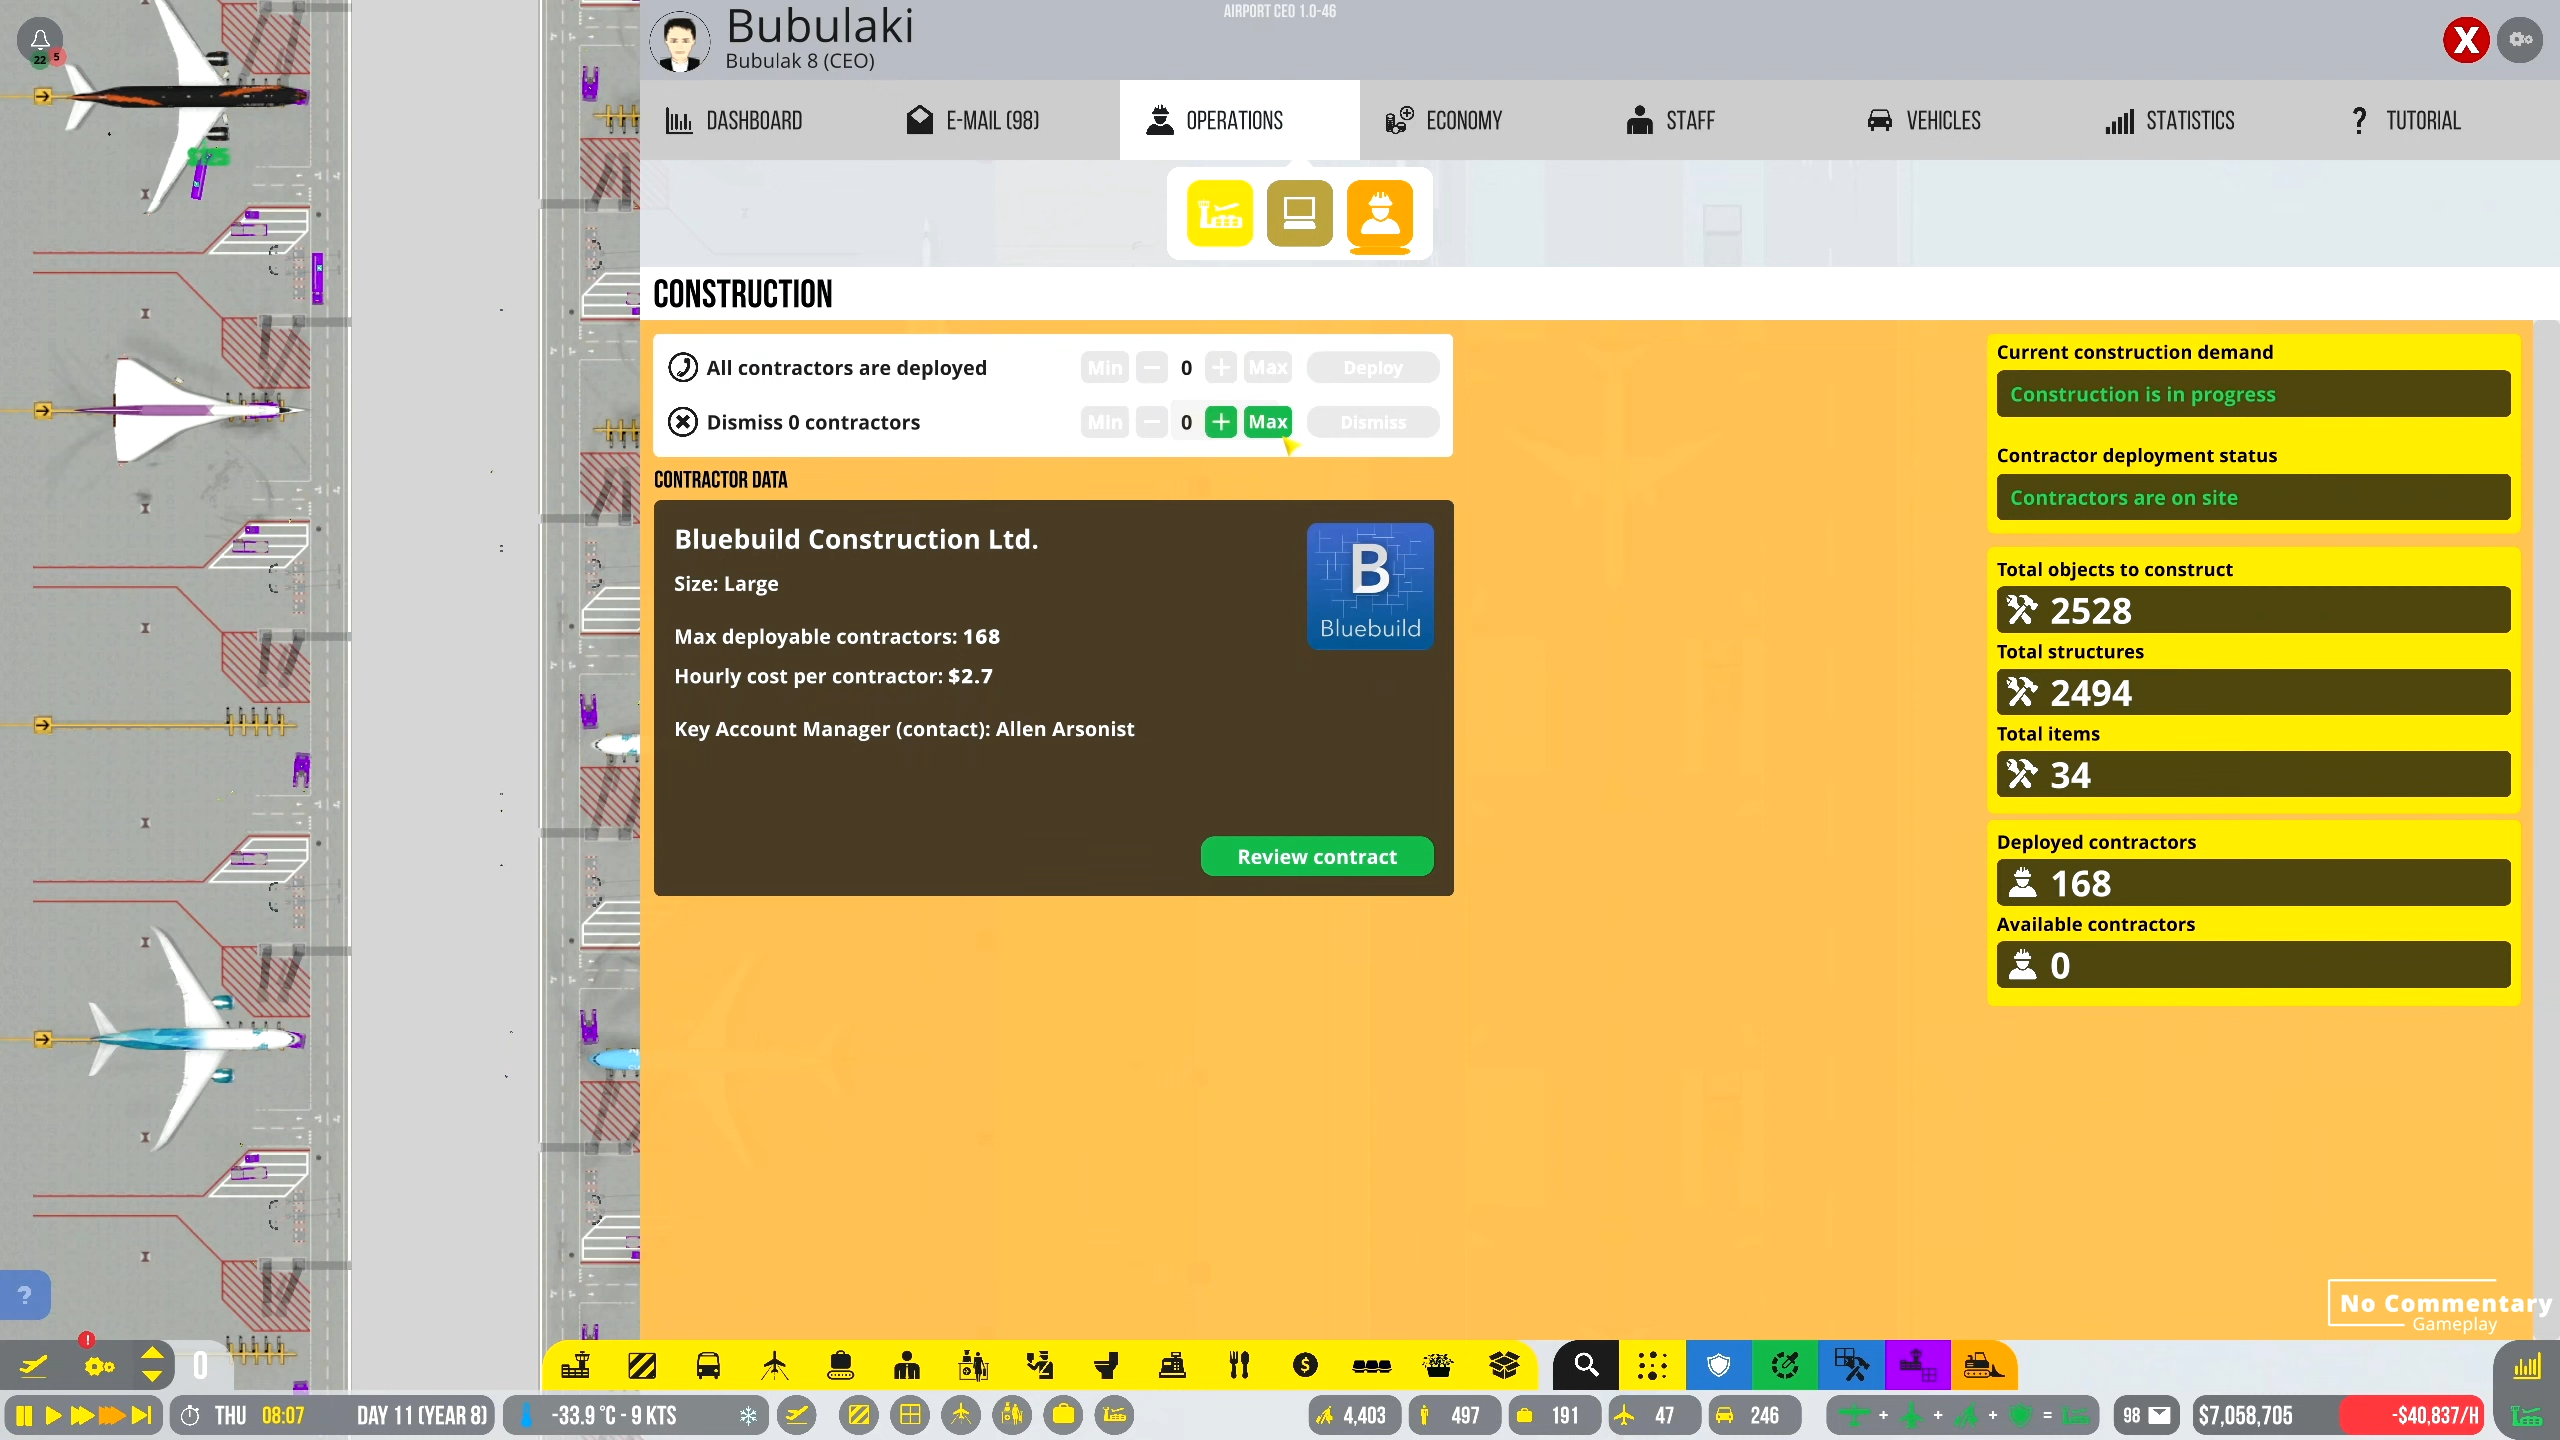 AIRPORT CEO 1.0-46
Bubulaki
Bubulak 8 (CEO)
X
22
5
DASHBOARD
E-MAIL (98)
OPERATIONS
ECONOMY
STAFF
VEHICLES
STATISTICS
? TUTORIAL
CONSTRUCTION
All contractors are deployed
Min − 0 + Max Deploy
Dismiss 0 contractors
Min − 0 + Max Dismiss
CONTRACTOR DATA
Bluebuild Construction Ltd.
Size: Large
Max deployable contractors: 168
Hourly cost per contractor: $2.7
Key Account Manager (contact): Allen Arsonist
B
Bluebuild
Review contract
Current construction demand
Construction is in progress
Contractor deployment status
Contractors are on site
Total objects to construct
2528
Total structures
2494
Total items
34
Deployed contractors
168
Available contractors
0
No Commentary
Gameplay
?
!
0
THU 08:07 DAY 11 (YEAR 8)
-33.9 °C - 9 KTS
4,403
497
191
47
246
+ + + =
98
$7,058,705
-$40,837/H